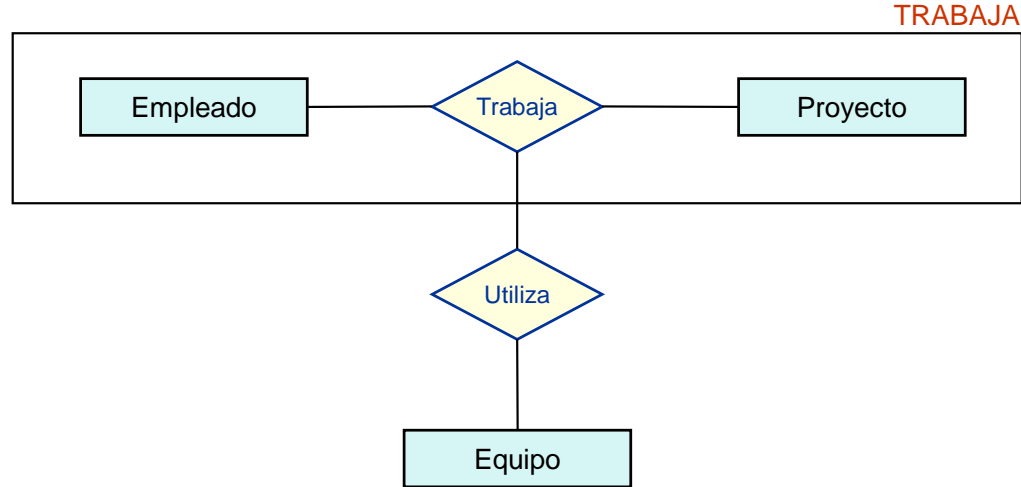 TRABAJA
Empleado
Trabaja
Proyecto
Utiliza
Equipo